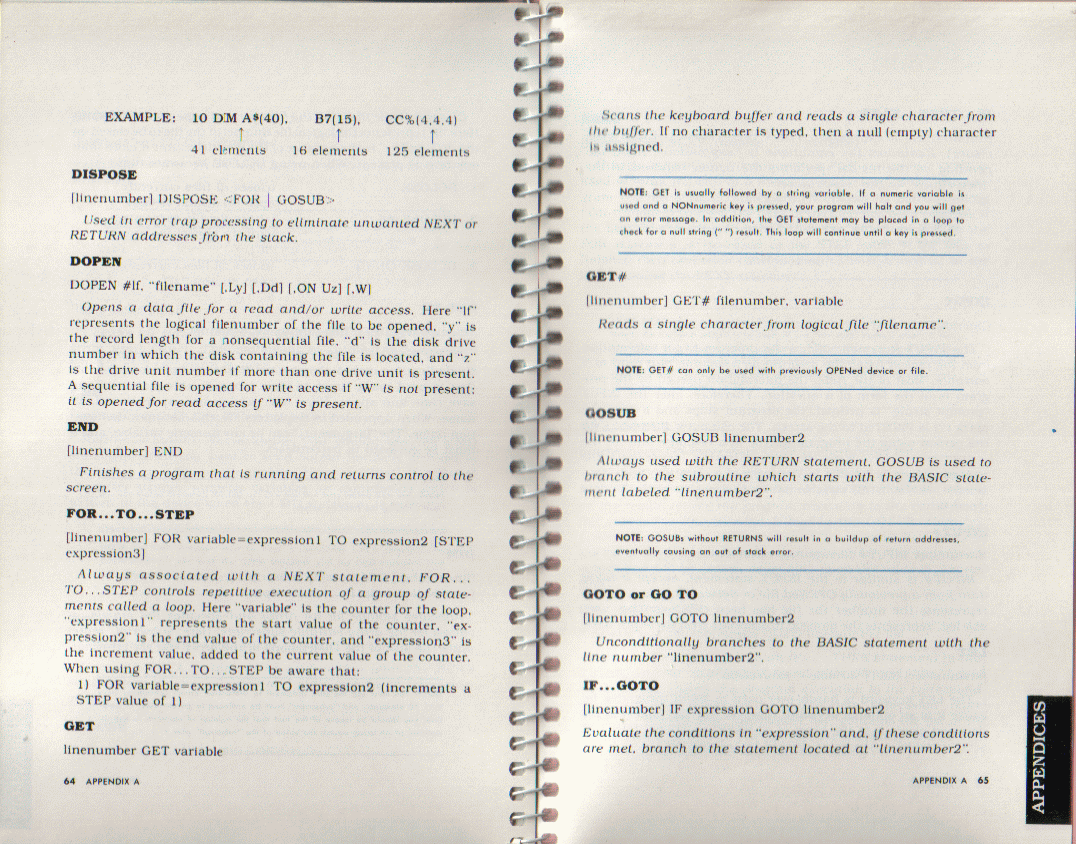 EXAMPLE: 10 DIM A$(40), B7(15), CC%(4,4,4)
41 elements 16 elements 125 elements
DISPOSE
[linenumber] DISPOSE <FOR | GOSUB>
Used in error trap processing to eliminate unwanted NEXT or
RETURN addresses from the stack.
DOPEN
DOPEN #lf, "filename" [,Ly] [,Dd] [,ON Uz] [,W]
Opens a data file for a read and/or write access. Here "lf"
represents the logical filenumber of the file to be opened, "y" is
the record length for a nonsequential file, "d" is the disk drive
number in which the disk containing the file is located, and "z"
is the drive unit number if more than one drive unit is present.
A sequential file is opened for write access if "W" is not present;
it is opened for read access if "W" is present.
END
[linenumber] END
Finishes a program that is running and returns control to the
screen.
FOR...TO...STEP
[linenumber] FOR variable=expression1 TO expression2 [STEP
expression3]
Always associated with a NEXT statement, FOR...
TO...STEP controls repetitive execution of a group of state-
ments called a loop. Here "variable" is the counter for the loop,
"expression1" represents the start value of the counter, "ex-
pression2" is the end value of the counter, and "expression3" is
the increment value, added to the current value of the counter.
When using FOR...TO...STEP be aware that:
1) FOR variable=expression1 TO expression2 (increments a
STEP value of 1)
GET
linenumber GET variable
64 APPENDIX A
Scans the keyboard buffer and reads a single character from
the buffer. If no character is typed, then a null (empty) character
is assigned.
NOTE: GET is usually followed by a string variable. If a numeric variable is
used and a NONnumeric key is pressed, your program will halt and you will get
an error message. In addition, the GET statement may be placed in a loop to
check for a null string (" ") result. This loop will continue until a key is pressed.
GET#
[linenumber] GET# filenumber, variable
Reads a single character from logical file "filename".
NOTE: GET# can only be used with previously OPENed device or file.
GOSUB
[linenumber] GOSUB linenumber2
Always used with the RETURN statement, GOSUB is used to
branch to the subroutine which starts with the BASIC state-
ment labeled "linenumber2".
NOTE: GOSUBs without RETURNS will result in a buildup of return addresses,
eventually causing an out of stack error.
GOTO or GO TO
[linenumber] GOTO linenumber2
Unconditionally branches to the BASIC statement with the
line number "linenumber2".
IF...GOTO
[linenumber] IF expression GOTO linenumber2
Evaluate the conditions in "expression" and, if these conditions
are met, branch to the statement located at "linenumber2".
APPENDIX A 65
APPENDICES